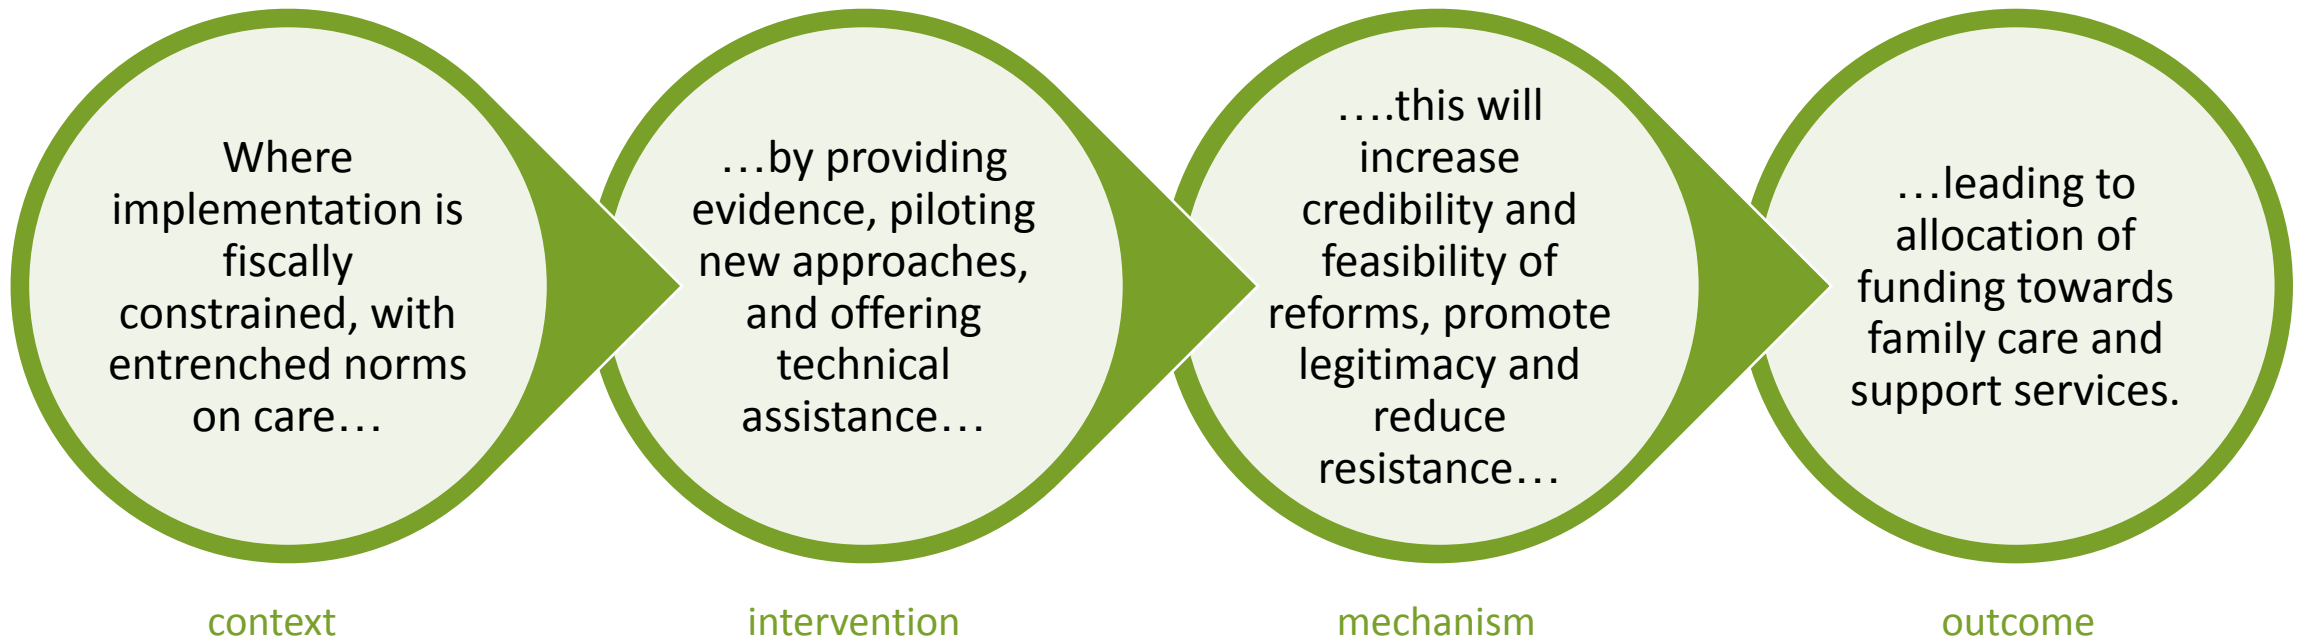 Where
implementation is
fiscally
constrained, with
entrenched norms
on care…
…by providing
evidence, piloting
new approaches,
and offering
technical
assistance…
….this will
increase
credibility and
feasibility of
reforms, promote
legitimacy and
reduce
resistance…
…leading to
allocation of
funding towards
family care and
support services.
context
intervention
mechanism
outcome